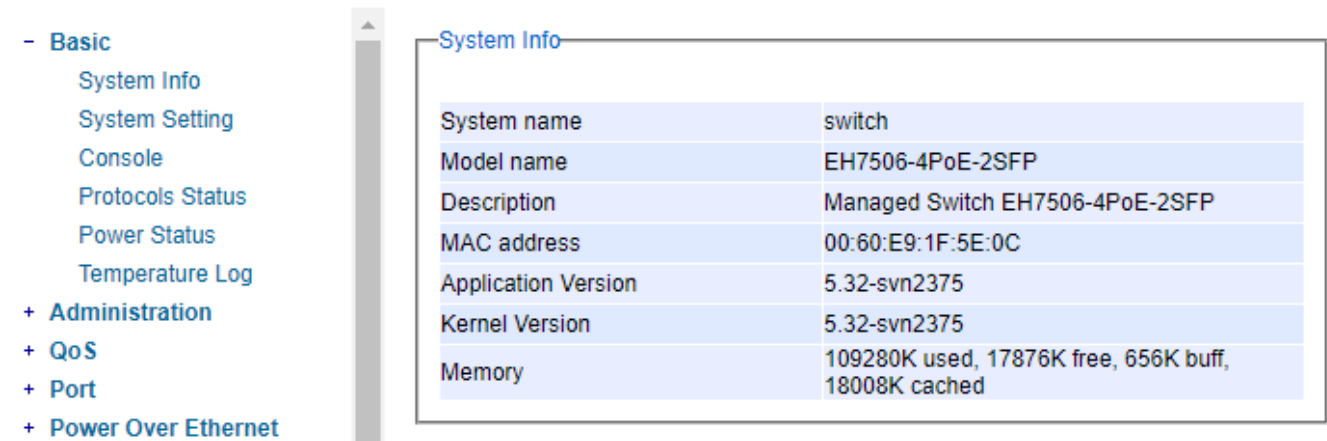 − Basic
System Info
System Setting
Console
Protocols Status
Power Status
Temperature Log
+ Administration
+ QoS
+ Port
+ Power Over Ethernet
System Info
System name switch
Model name EH7506-4PoE-2SFP
Description Managed Switch EH7506-4PoE-2SFP
MAC address 00:60:E9:1F:5E:0C
Application Version 5.32-svn2375
Kernel Version 5.32-svn2375
Memory 109280K used, 17876K free, 656K buff,
18008K cached